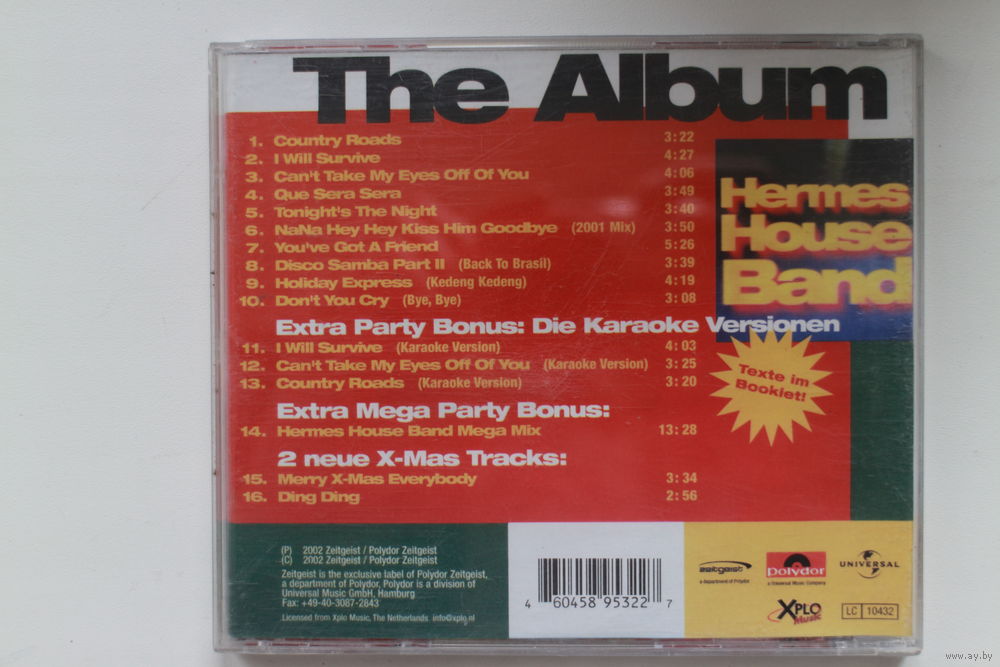 The Album
1. Country Roads 3:22
2. I Will Survive 4:27
3. Can't Take My Eyes Off Of You 4:06
4. Que Sera Sera 3:49
5. Tonight's The Night 3:40
6. NaNa Hey Hey Kiss Him Goodbye (2001 Mix) 3:50
7. You've Got A Friend 5:26
8. Disco Samba Part II (Back To Brasil) 3:39
9. Holiday Express (Kedeng Kedeng) 4:19
10. Don't You Cry (Bye, Bye) 3:08
Hermes
House
Band
Extra Party Bonus: Die Karaoke Versionen
11. I Will Survive (Karaoke Version) 4:03
12. Can't Take My Eyes Off Of You (Karaoke Version) 3:25
13. Country Roads (Karaoke Version) 3:20
Texte im
Booklet!
Extra Mega Party Bonus:
14. Hermes House Band Mega Mix 13:28
2 neue X-Mas Tracks:
15. Merry X-Mas Everybody 3:34
16. Ding Ding 2:56
(P) 2002 Zeitgeist / Polydor Zeitgeist
(C) 2002 Zeitgeist / Polydor Zeitgeist
Zeitgeist is the exclusive label of Polydor Zeitgeist,
a department of Polydor. Polydor is a division of
Universal Music GmbH, Hamburg
Fax: +49-40-3087-2843
Licensed from Xplo Music, The Netherlands. info@xplo.nl
4 60458 95322 7
zeitgeist
a department of Polydor
polydor
a Universal Music Company
UNIVERSAL
XPLO
Music
LC 10432
www.ay.by